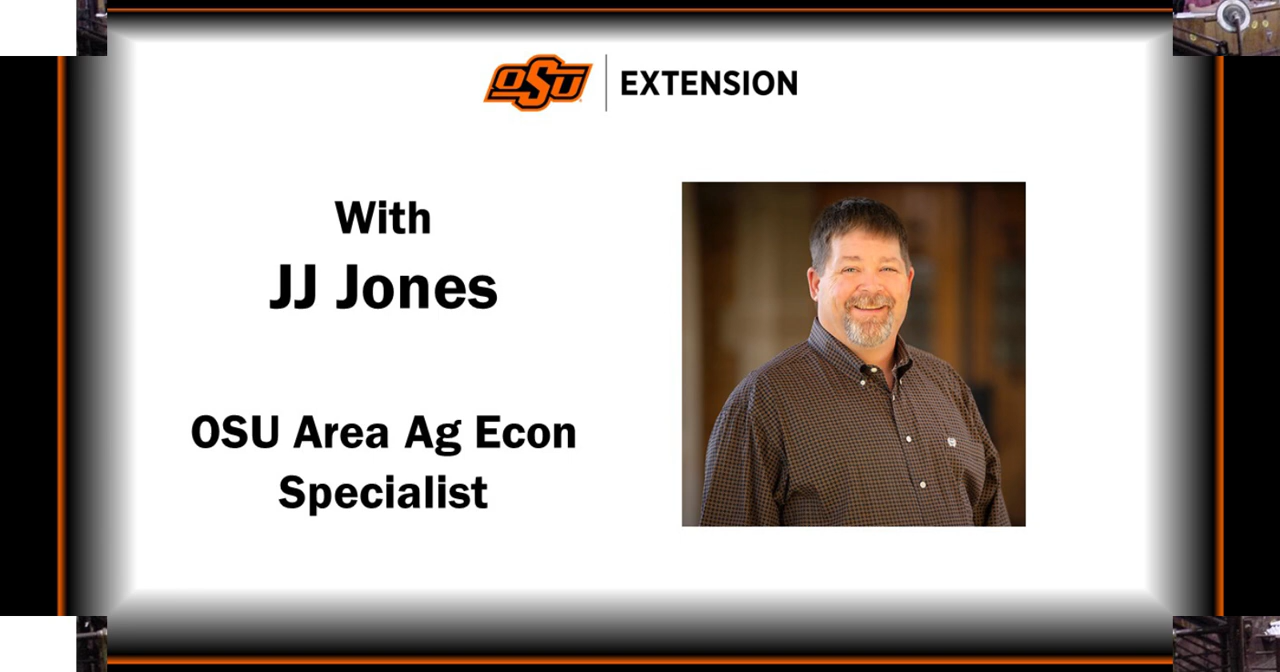 OSU EXTENSION
With
JJ Jones
OSU Area Ag Econ
Specialist